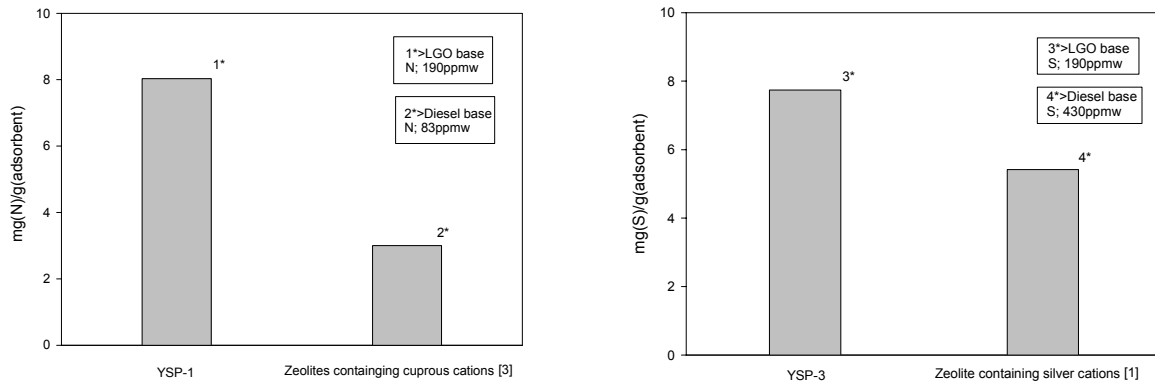 10
8
6
4
2
0
mg(N)/g(adsorbent)
1*
2*
1*>LGO base
N; 190ppmw
2*>Diesel base
N; 83ppmw
YSP-1
Zeolites containging cuprous cations [3]
10
8
6
4
2
0
mg(S)/g(adsorbent)
3*
4*
3*>LGO base
S; 190ppmw
4*>Diesel base
S; 430ppmw
YSP-3
Zeolite containing silver cations [1]